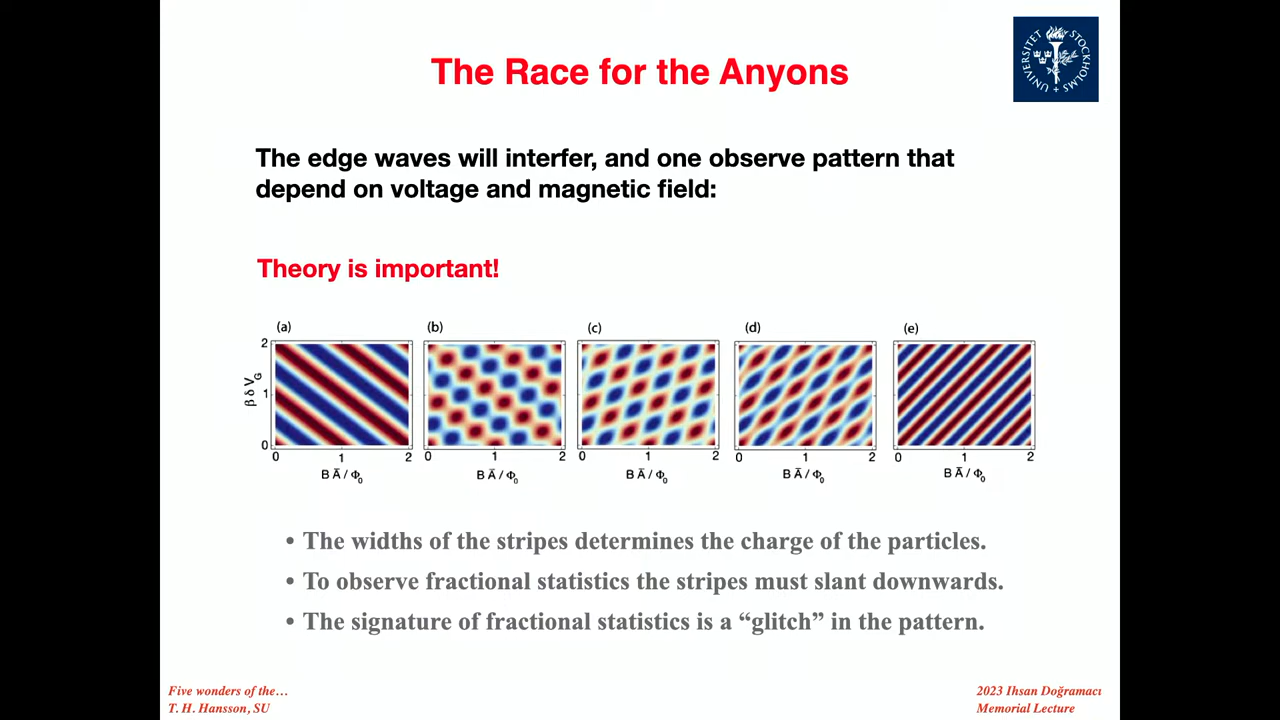 The Race for the Anyons
STOCKHOLMS UNIVERSITET
The edge waves will interfer, and one observe pattern that
depend on voltage and magnetic field:
Theory is important!
(a) (b) (c) (d) (e)
2
1
0
β δ V_G
0 1 2 0 1 2 0 1 2 0 1 2 0 1 2
B Ā / Φ₀ B Ā / Φ₀ B Ā / Φ₀ B Ā / Φ₀ B Ā / Φ₀
• The widths of the stripes determines the charge of the particles.
• To observe fractional statistics the stripes must slant downwards.
• The signature of fractional statistics is a “glitch” in the pattern.
Five wonders of the…
T. H. Hansson, SU
2023 Ihsan Doğramacı
Memorial Lecture